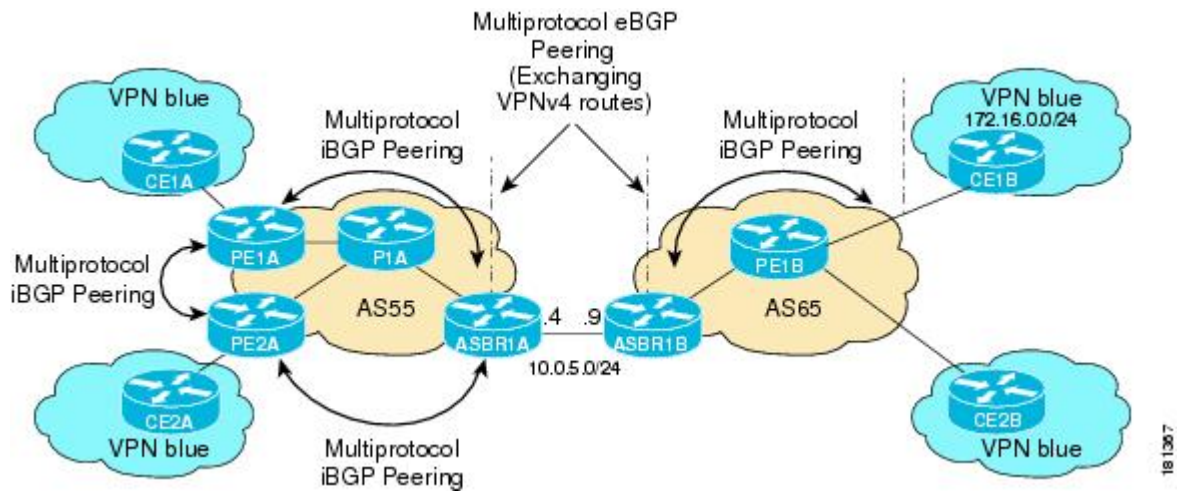 Multiprotocol eBGP
Peering
(Exchanging
VPNv4 routes)
VPN blue
CE1A
Multiprotocol
iBGP Peering
Multiprotocol
iBGP Peering
VPN blue
172.16.0.0/24
CE1B
PE1A
P1A
PE1B
Multiprotocol
iBGP Peering
AS55
AS65
PE2A
ASBR1A
.4
.9
ASBR1B
10.0.5.0/24
CE2A
VPN blue
CE2B
VPN blue
Multiprotocol
iBGP Peering
181367